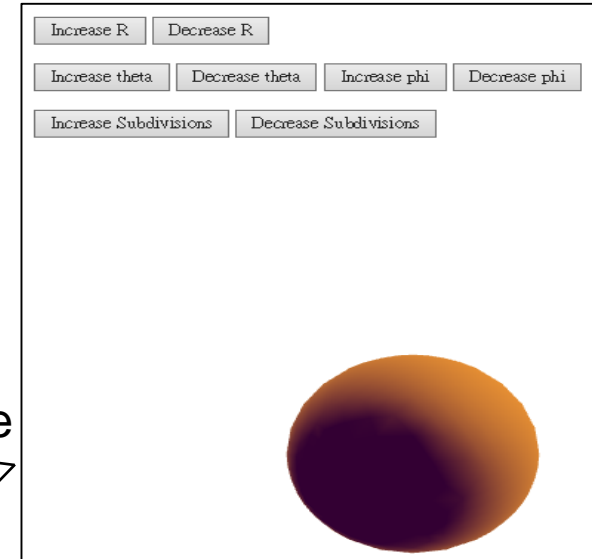 Increase R Decrease R
Increase theta Decrease theta Increase phi Decrease phi
Increase Subdivisions Decrease Subdivisions
e